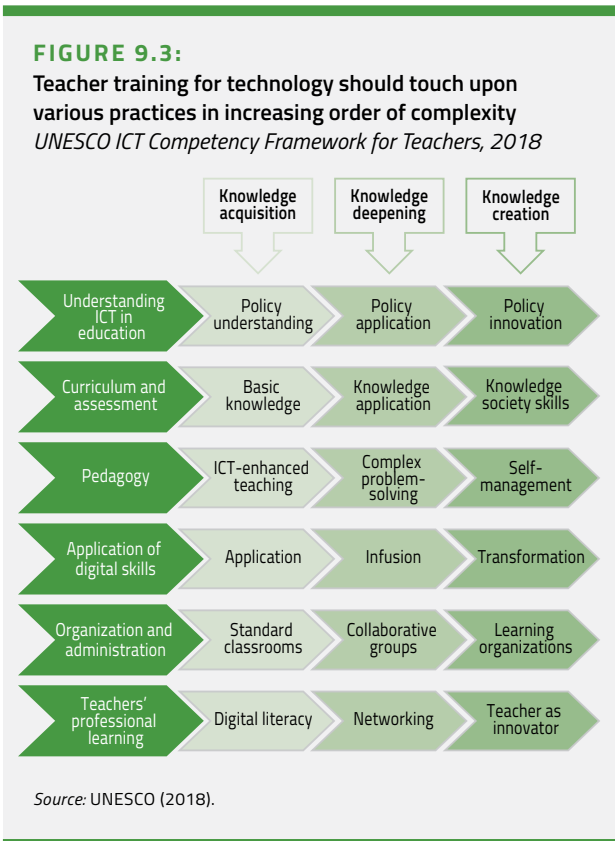 FIGURE 9.3:
Teacher training for technology should touch upon
various practices in increasing order of complexity
UNESCO ICT Competency Framework for Teachers, 2018
Knowledge
acquisition
Knowledge
deepening
Knowledge
creation
Understanding
ICT in
education
Policy
understanding
Policy
application
Policy
innovation
Curriculum and
assessment
Basic
knowledge
Knowledge
application
Knowledge
society skills
Pedagogy
ICT-enhanced
teaching
Complex
problem-
solving
Self-
management
Application of
digital skills
Application
Infusion
Transformation
Organization and
administration
Standard
classrooms
Collaborative
groups
Learning
organizations
Teachers'
professional
learning
Digital literacy
Networking
Teacher as
innovator
Source: UNESCO (2018).